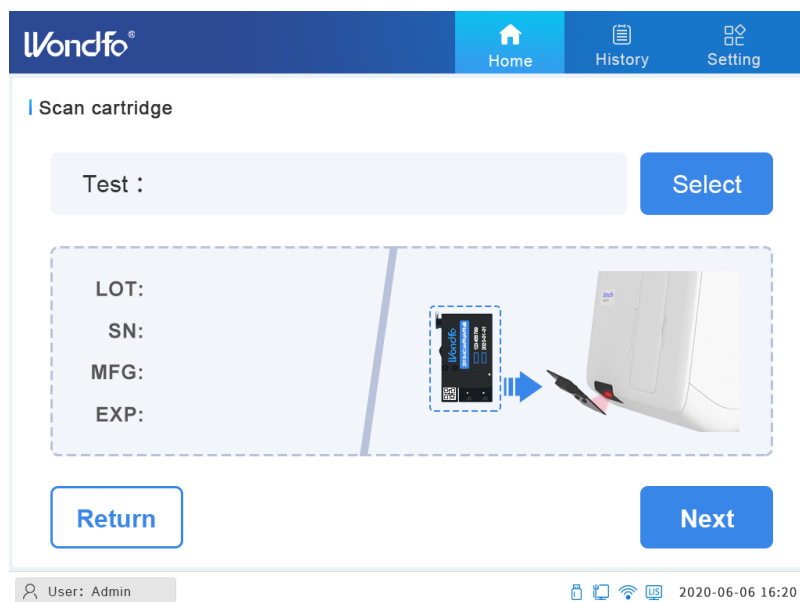 Wondfo®
Home
History
Setting
Scan cartridge
Test：
Select
LOT:
SN:
MFG:
EXP:
Wondfo
Return
Next
User: Admin
LIS
2020-06-06 16:20